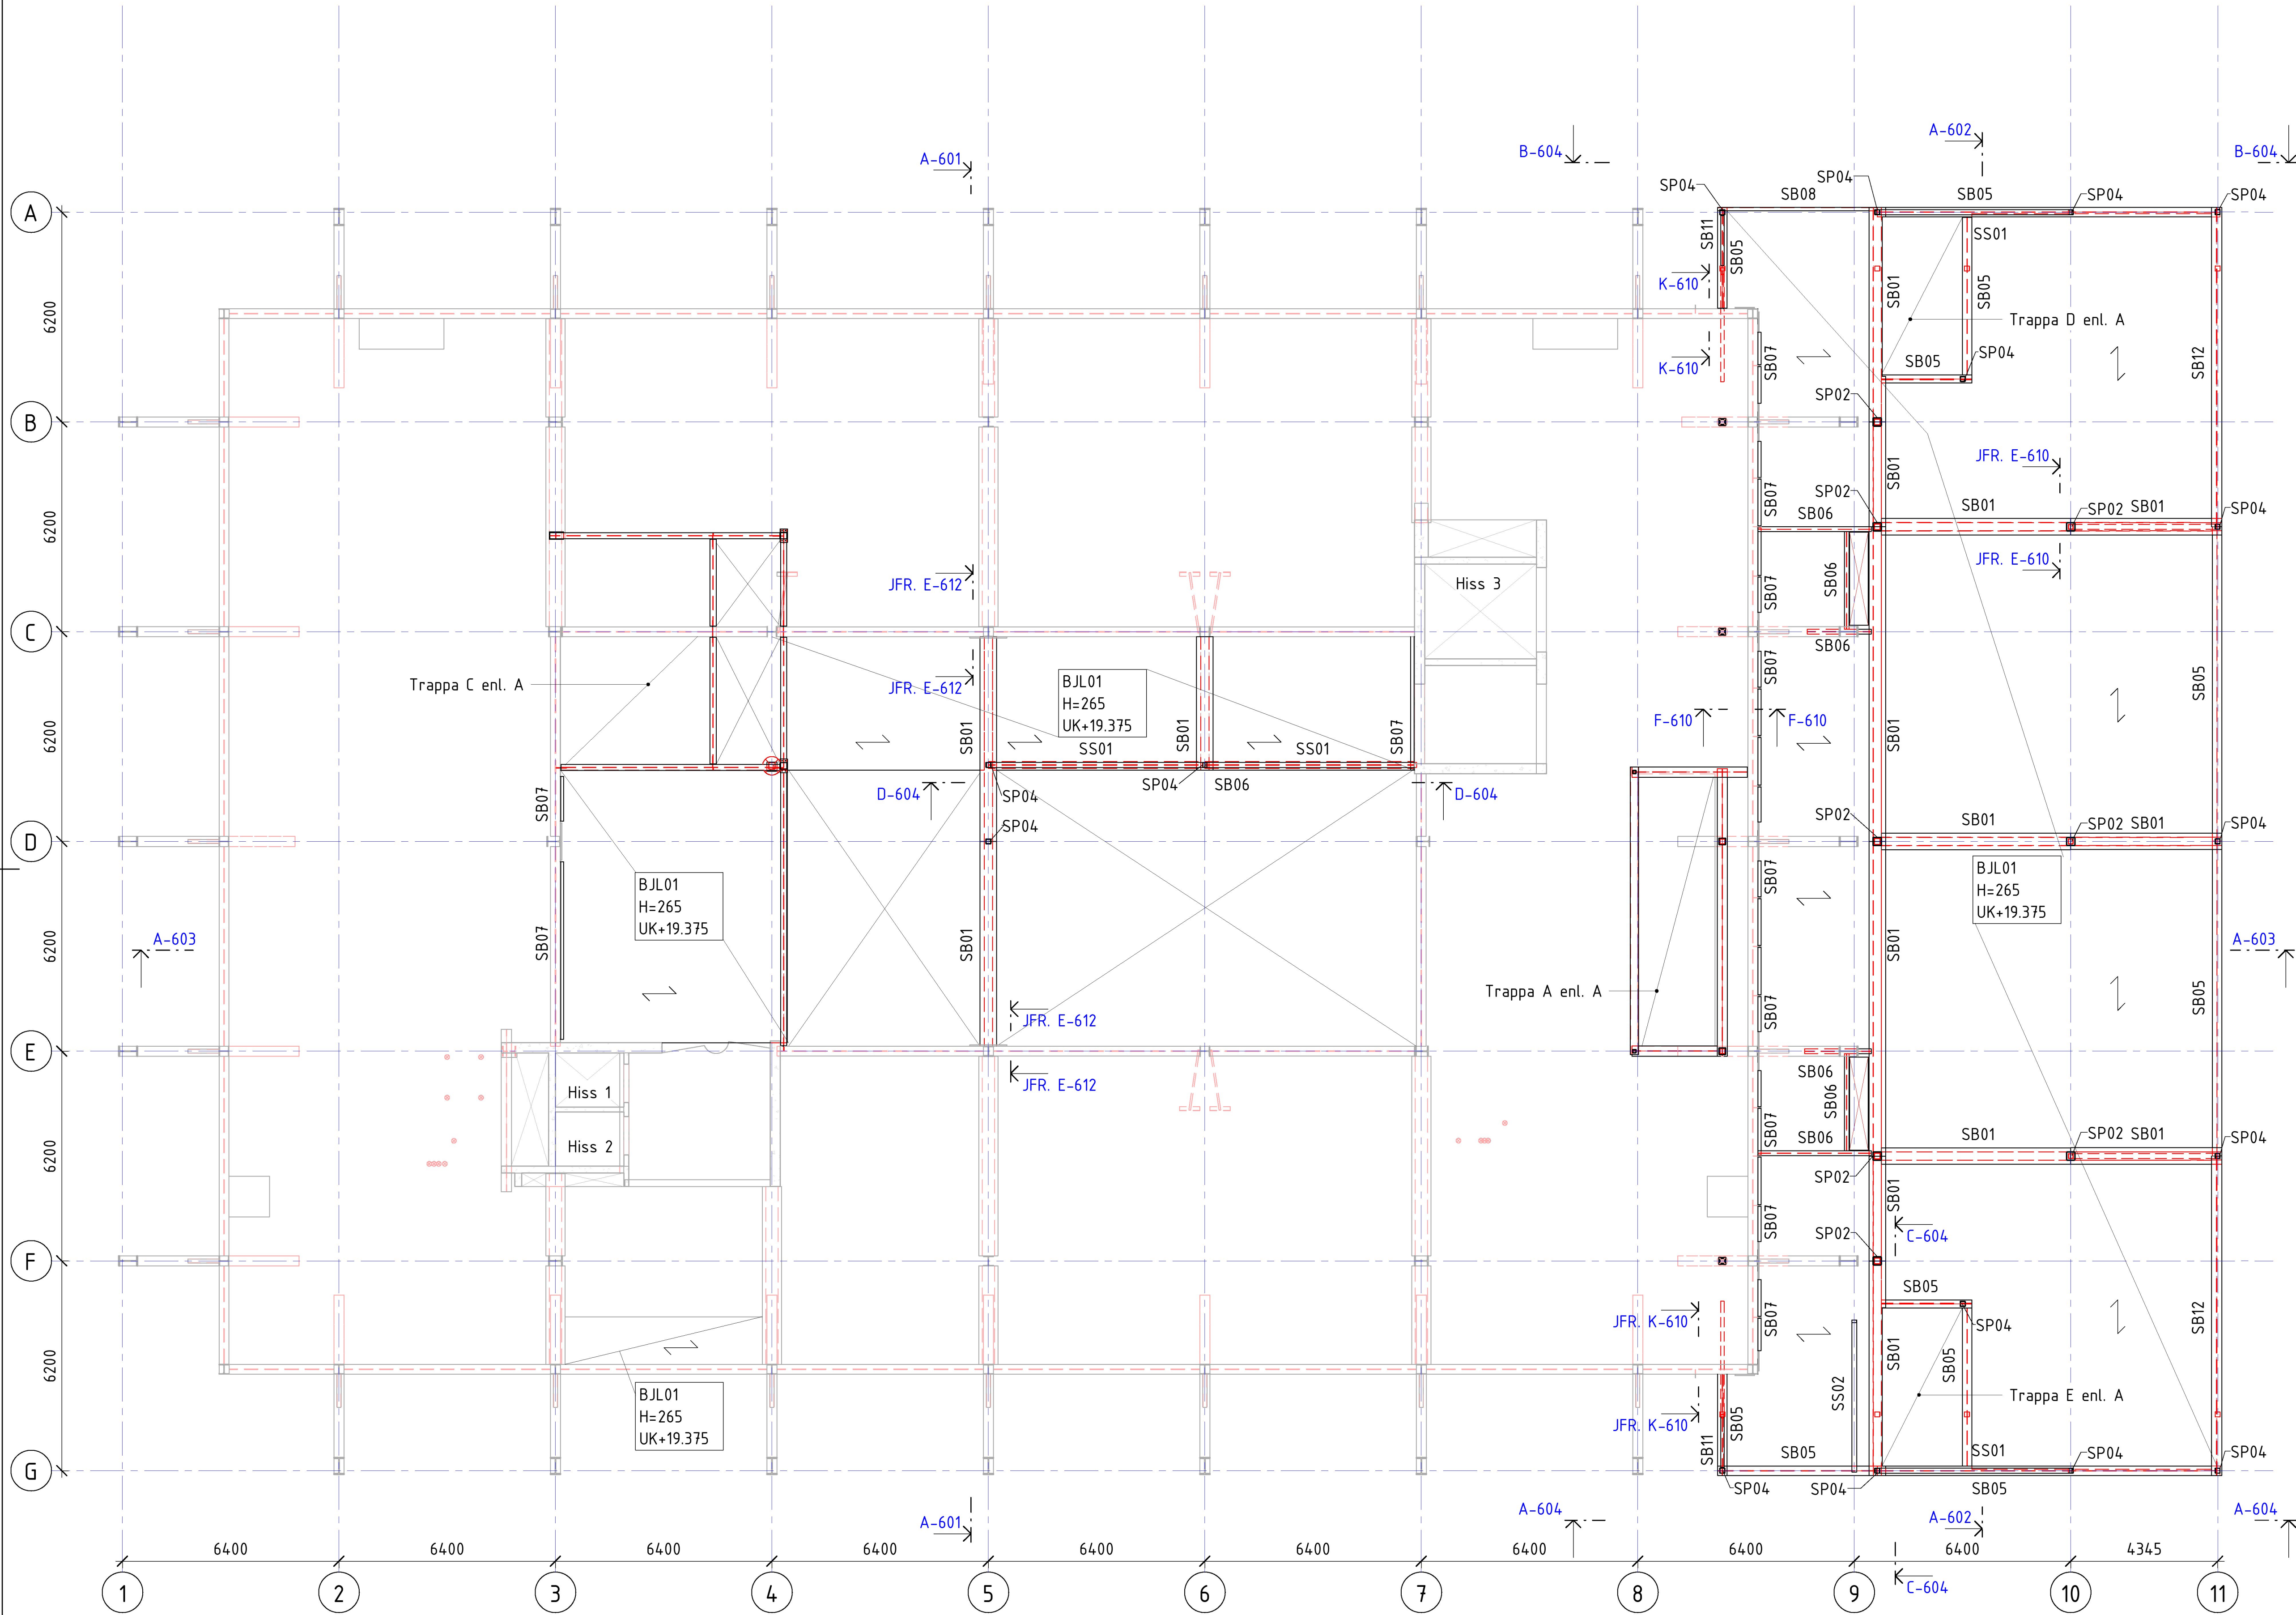 A-602
A-601
B-604
B-604
SP04
SP04
SB08
SB05
SP04
SP04
A
SB11
SB05
SS01
SB01
SB05
K-610
6200
Trappa D enl. A
SB07
K-610
SB05
SP04
SB12
SP02
B
JFR. E-610
SB01
SP02
SB07
SB06
SB01
SP02
SB01
SP04
6200
JFR. E-612
Hiss 3
SB07
SB06
JFR. E-610
C
SB06
Trappa C enl. A
JFR. E-612
BJL01
H=265
UK+19.375
SB07
SB05
6200
SB01
SS01
SB01
SS01
SB07
F-610
F-610
SB01
D-604
SB07
SP04
SP04
SB06
D-604
SP04
SP02
SB01
SP02
SB01
SP04
D
BJL01
H=265
UK+19.375
SB07
BJL01
H=265
UK+19.375
A-603
SB07
SB01
SB01
A-603
6200
Trappa A enl. A
SB07
SB05
JFR. E-612
E
SB06
JFR. E-612
Hiss 1
SB06
6200
Hiss 2
SB07
SB06
SB01
SP02
SB01
SP04
SP02
SB01
F
SP02
C-604
SB07
SB05
JFR. K-610
SP04
SB12
6200
SB01
SB05
BJL01
H=265
UK+19.375
SS02
Trappa E enl. A
JFR. K-610
SB11
SB05
SB05
SS01
SP04
SP04
G
SP04
SP04
SB05
A-601
A-604
A-602
A-604
6400
6400
6400
6400
6400
6400
6400
6400
6400
4345
C-604
1
2
3
4
5
6
7
8
9
10
11